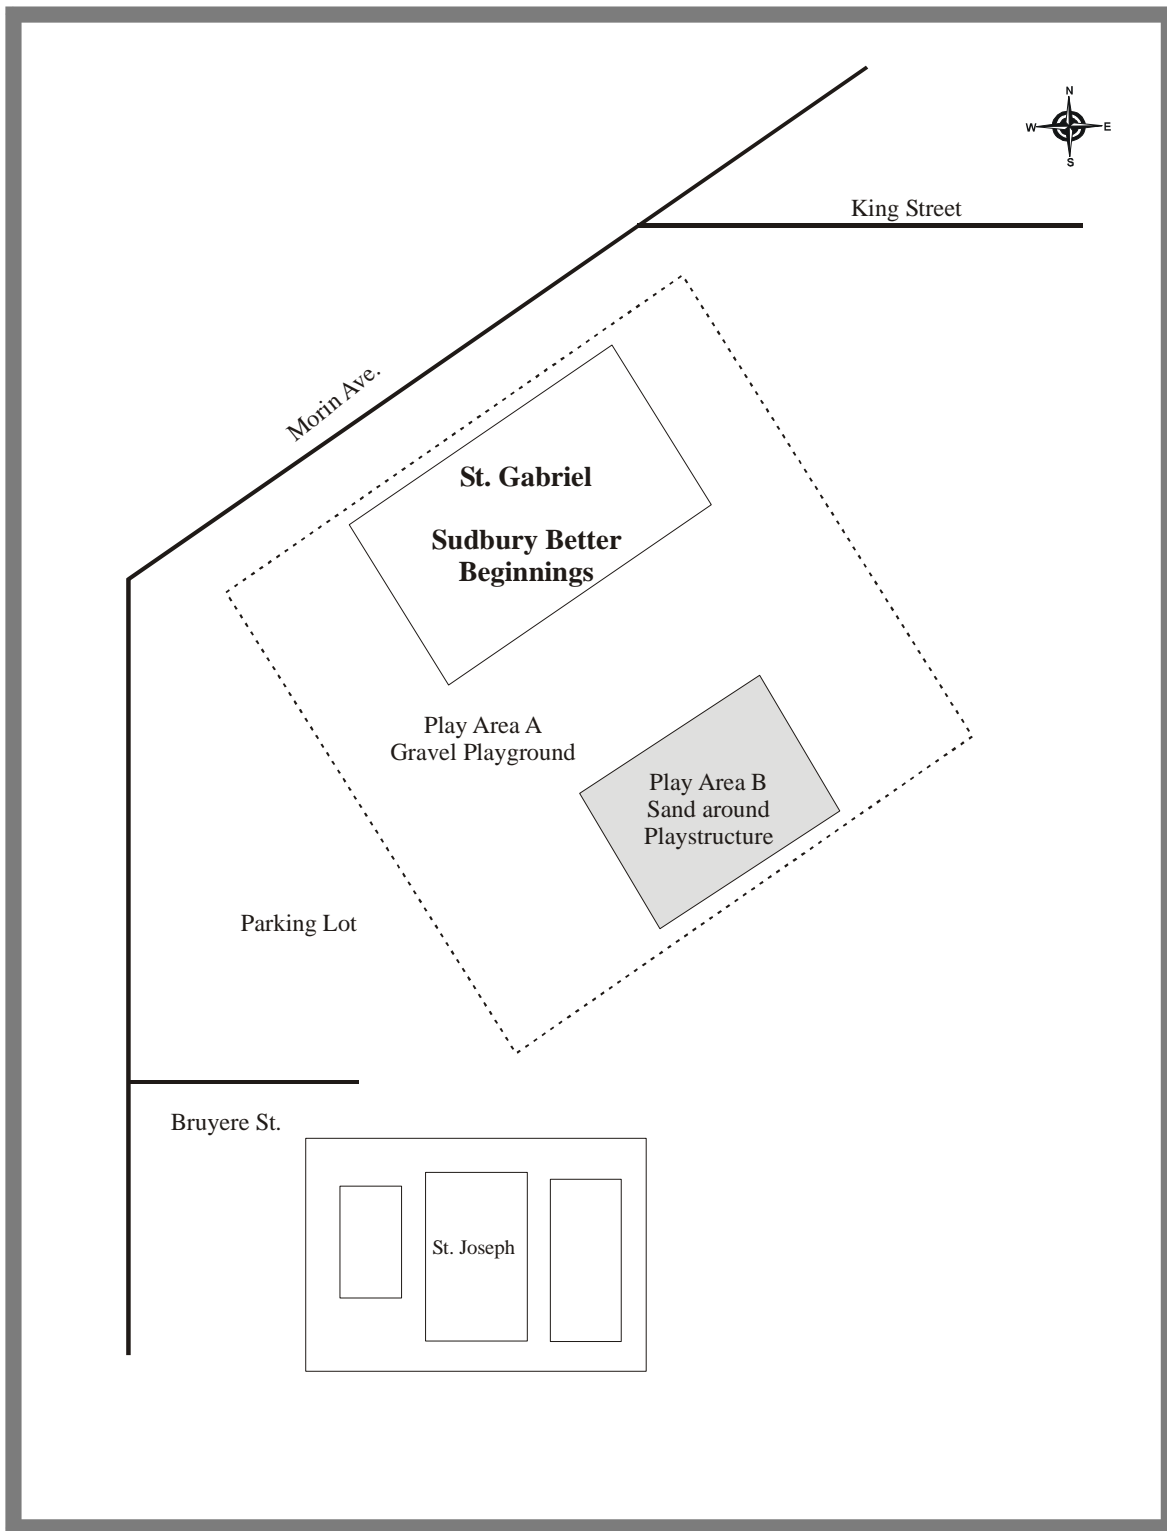 N
W
E
S
King Street
Morin Ave.
St. Gabriel
Sudbury Better
Beginnings
Play Area A
Gravel Playground
Play Area B
Sand around
Playstructure
Parking Lot
Bruyere St.
St. Joseph